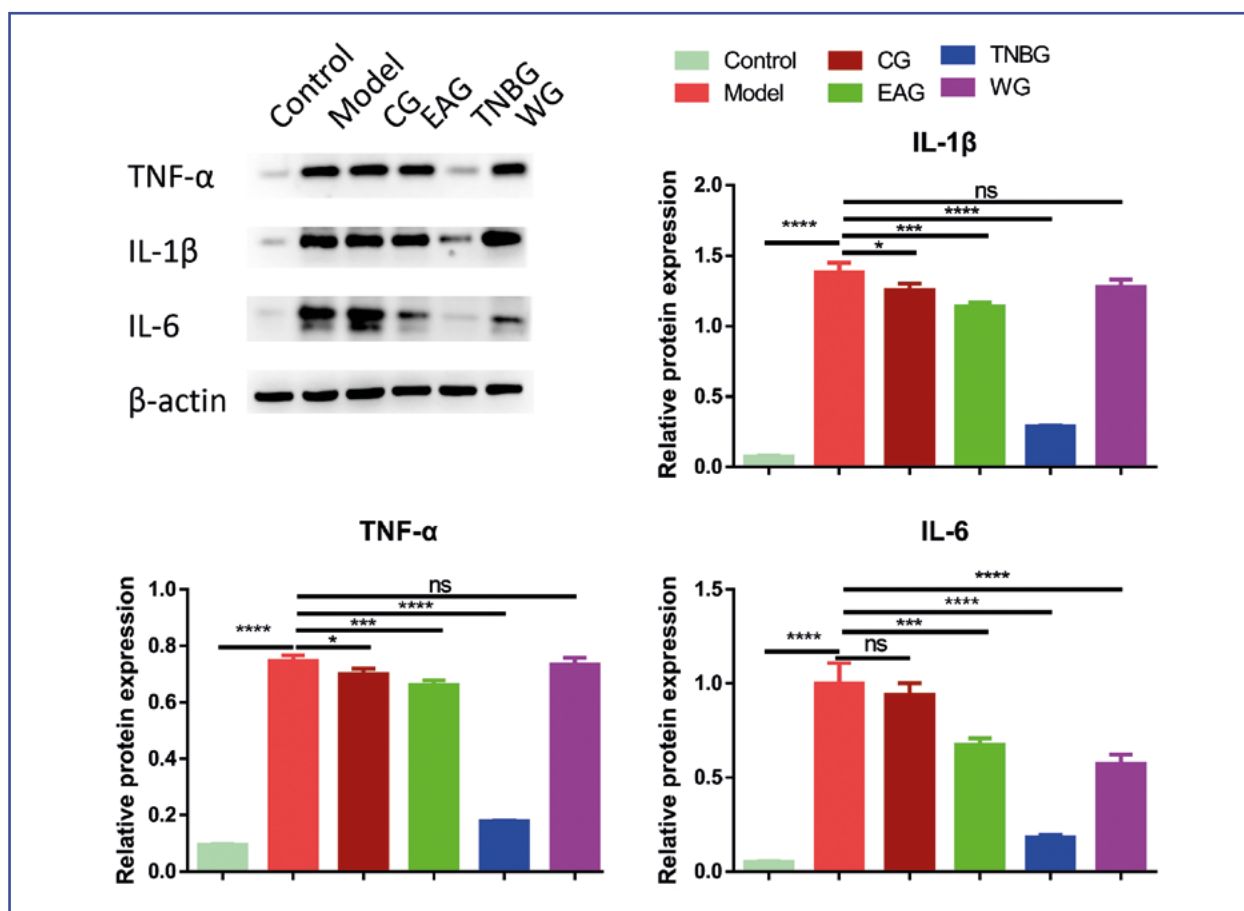 Control Model CG EAG TNBG WG
TNF-α
IL-1β
IL-6
β-actin
Control CG TNBG
Model EAG WG
IL-1β
Relative protein expression
2.0
1.5
1.0
0.5
0.0
ns
****
****
***
*
TNF-α
Relative protein expression
1.0
0.8
0.6
0.4
0.2
0.0
ns
****
****
***
*
IL-6
Relative protein expression
1.5
1.0
0.5
0.0
****
****
****
***
ns